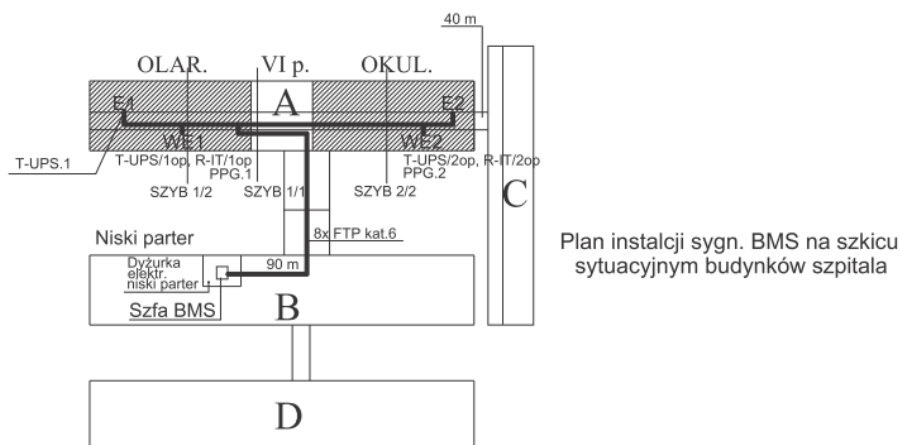 40 m
OLAR. VI p. OKUL.
A
E1 E2
WE1 WE2
T-UPS.1
T-UPS/1op, R-IT/1op
PPG.1
T-UPS/2op, R-IT/2op
PPG.2
SZYB 1/2 SZYB 1/1 SZYB 2/2
C
8x FTP kat.6
Niski parter
90 m
Dyżurka
elektr.
niski parter
Szfa BMS
B
D
Plan instalcji sygn. BMS na szkicu
sytuacyjnym budynków szpitala